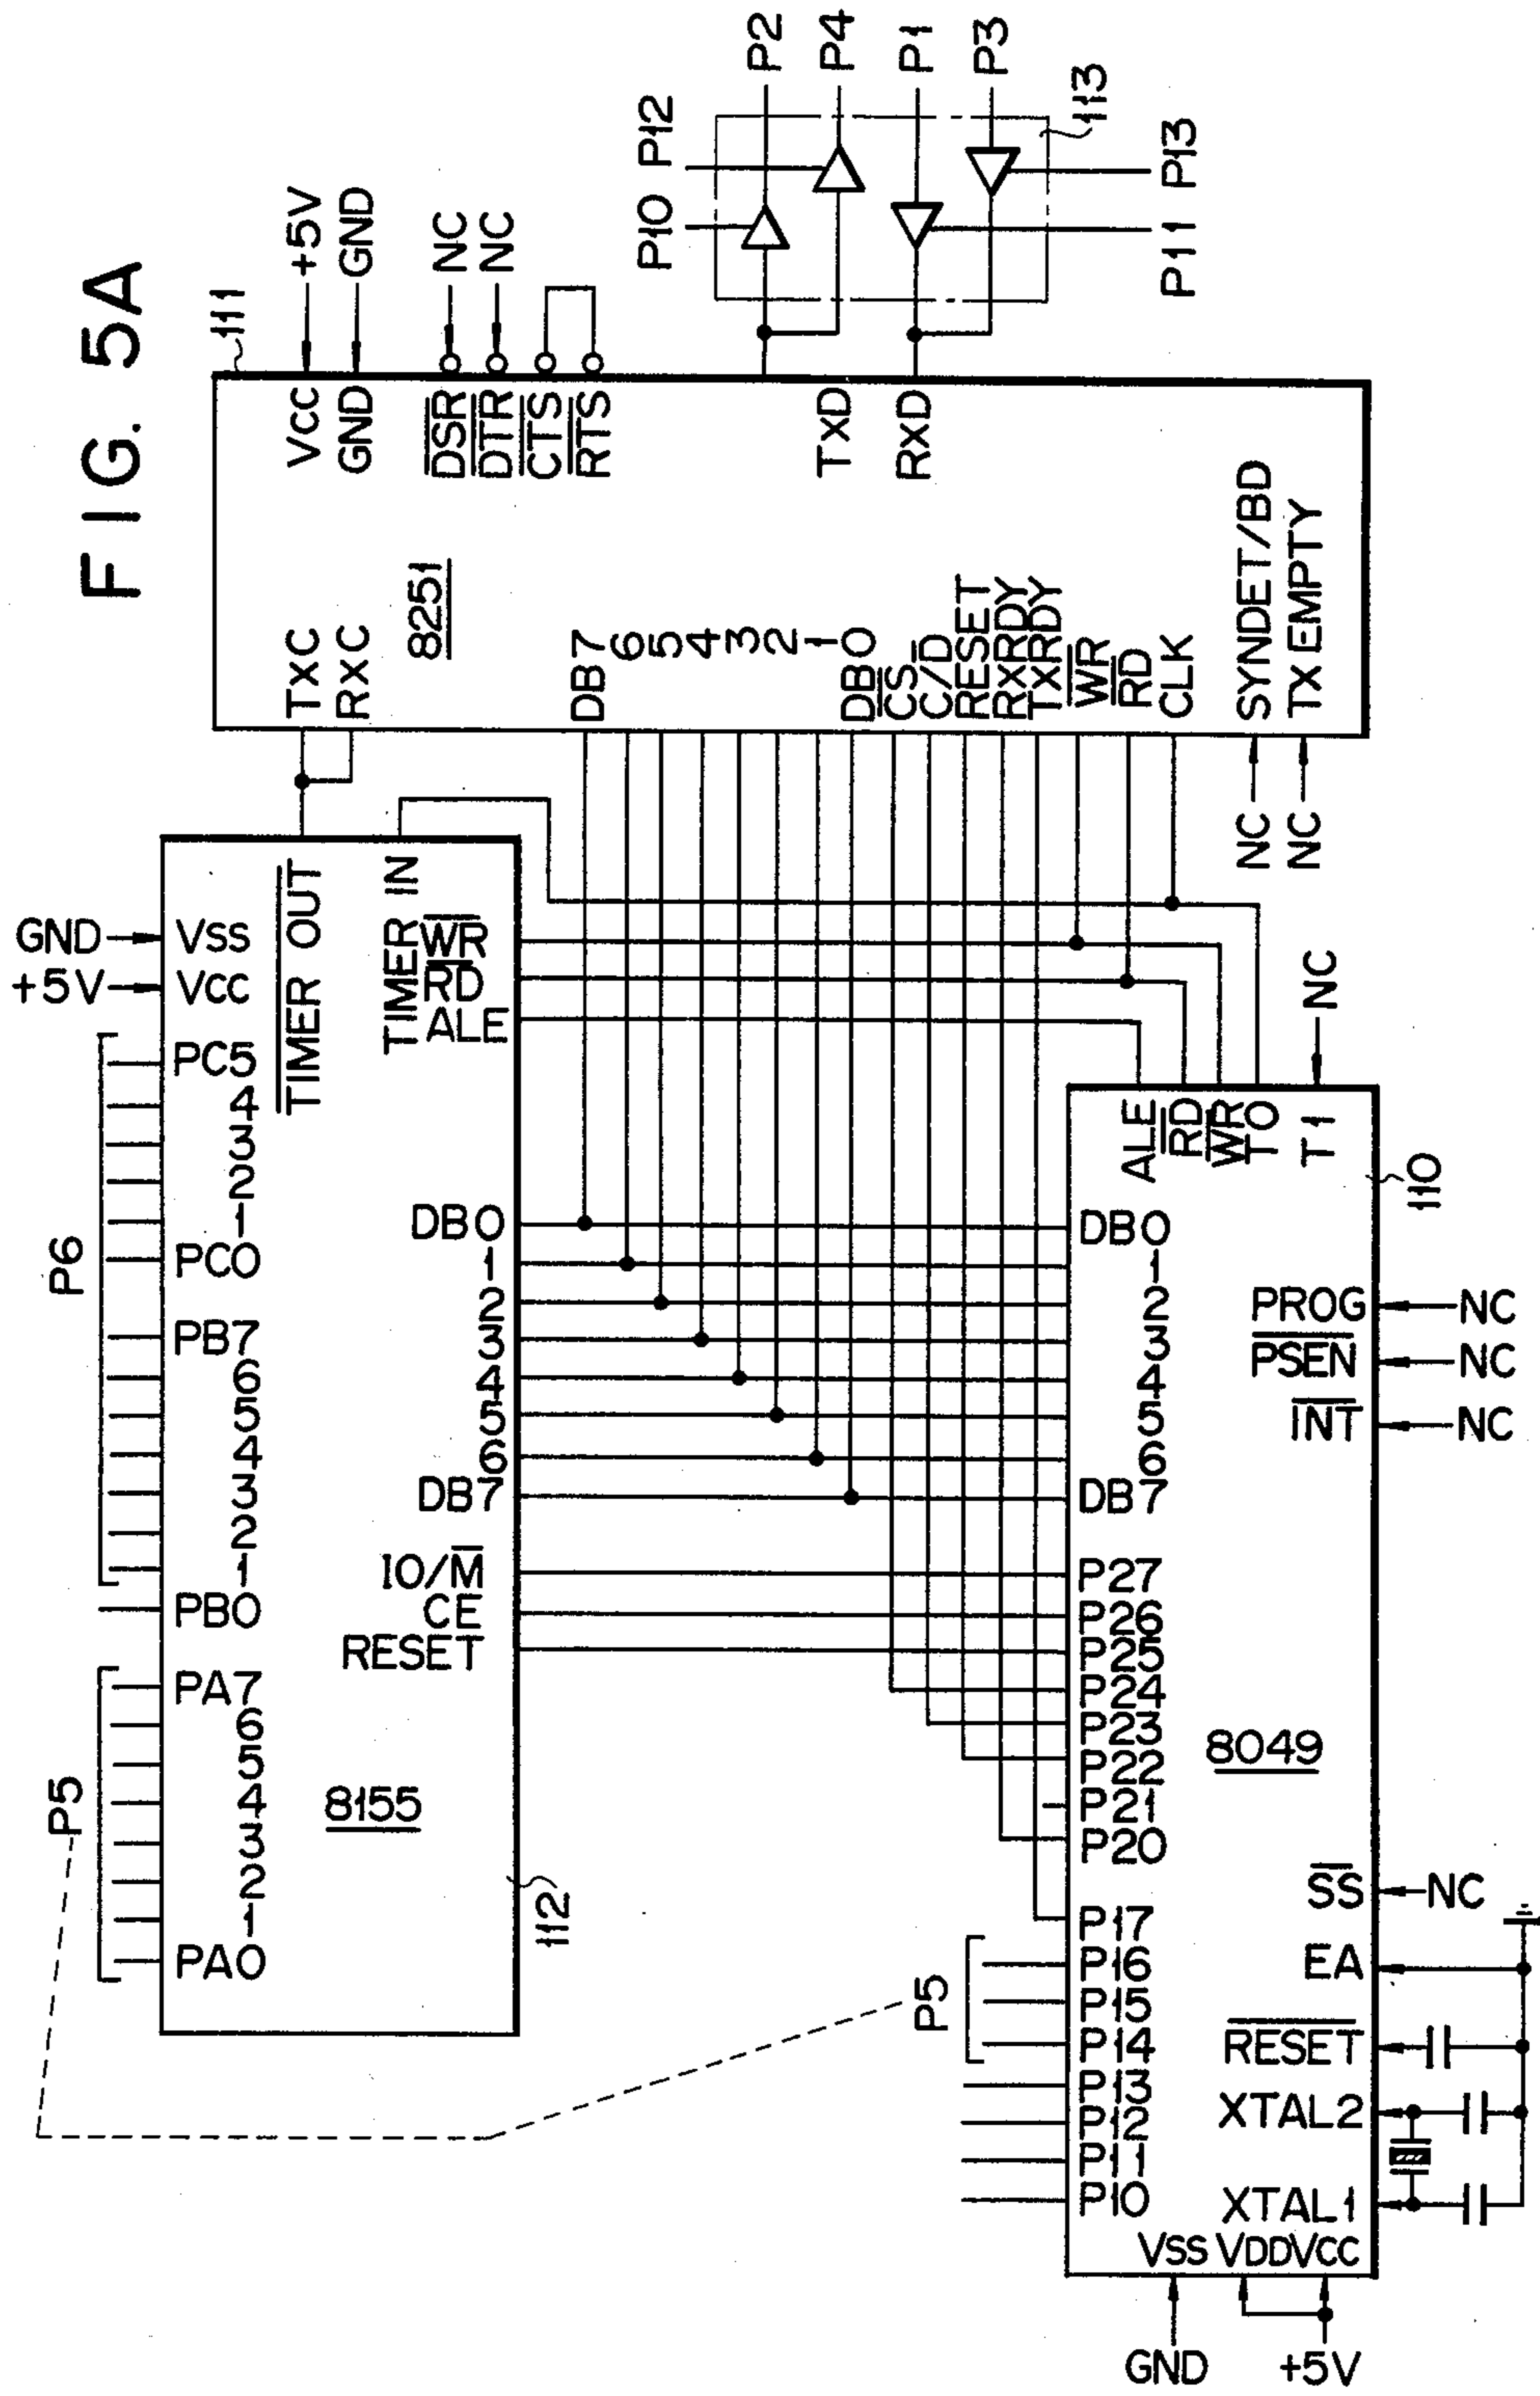 FIG. 5A
111
+5V
GND
NC
NC
VCC
GND
DSR
DTR
CTS
RTS
TXD
RXD
8251
TXC
RXC
DB7
6
5
4
3
2
1
DB0
CS
C/D
RESET
RXRDY
TXRDY
WR
RD
CLK
SYNDET/BD
TXEMPTY
NC
NC
P10
P12
P2
P4
P1
P3
113
P11
P13
GND
+5V
VSS
VCC
TIMER OUT
TIMER IN
WR
RD
ALE
P6
PC5
4
3
2
1
PC0
PB7
6
5
4
3
2
1
PB0
P5
PA7
6
5
4
3
2
1
PA0
DB0
1
2
3
4
5
6
DB7
IO/M
CE
RESET
8155
112
ALE
RD
WR
T0
T1
NC
110
DB0
1
2
3
4
5
6
DB7
P27
P26
P25
P24
P23
P22
P21
P20
P17
P16
P15
P14
P13
P12
P11
P10
P5
8049
PROG
NC
PSEN
NC
INT
NC
SS
NC
EA
RESET
XTAL2
XTAL1
VSS
VDD
VCC
GND
+5V